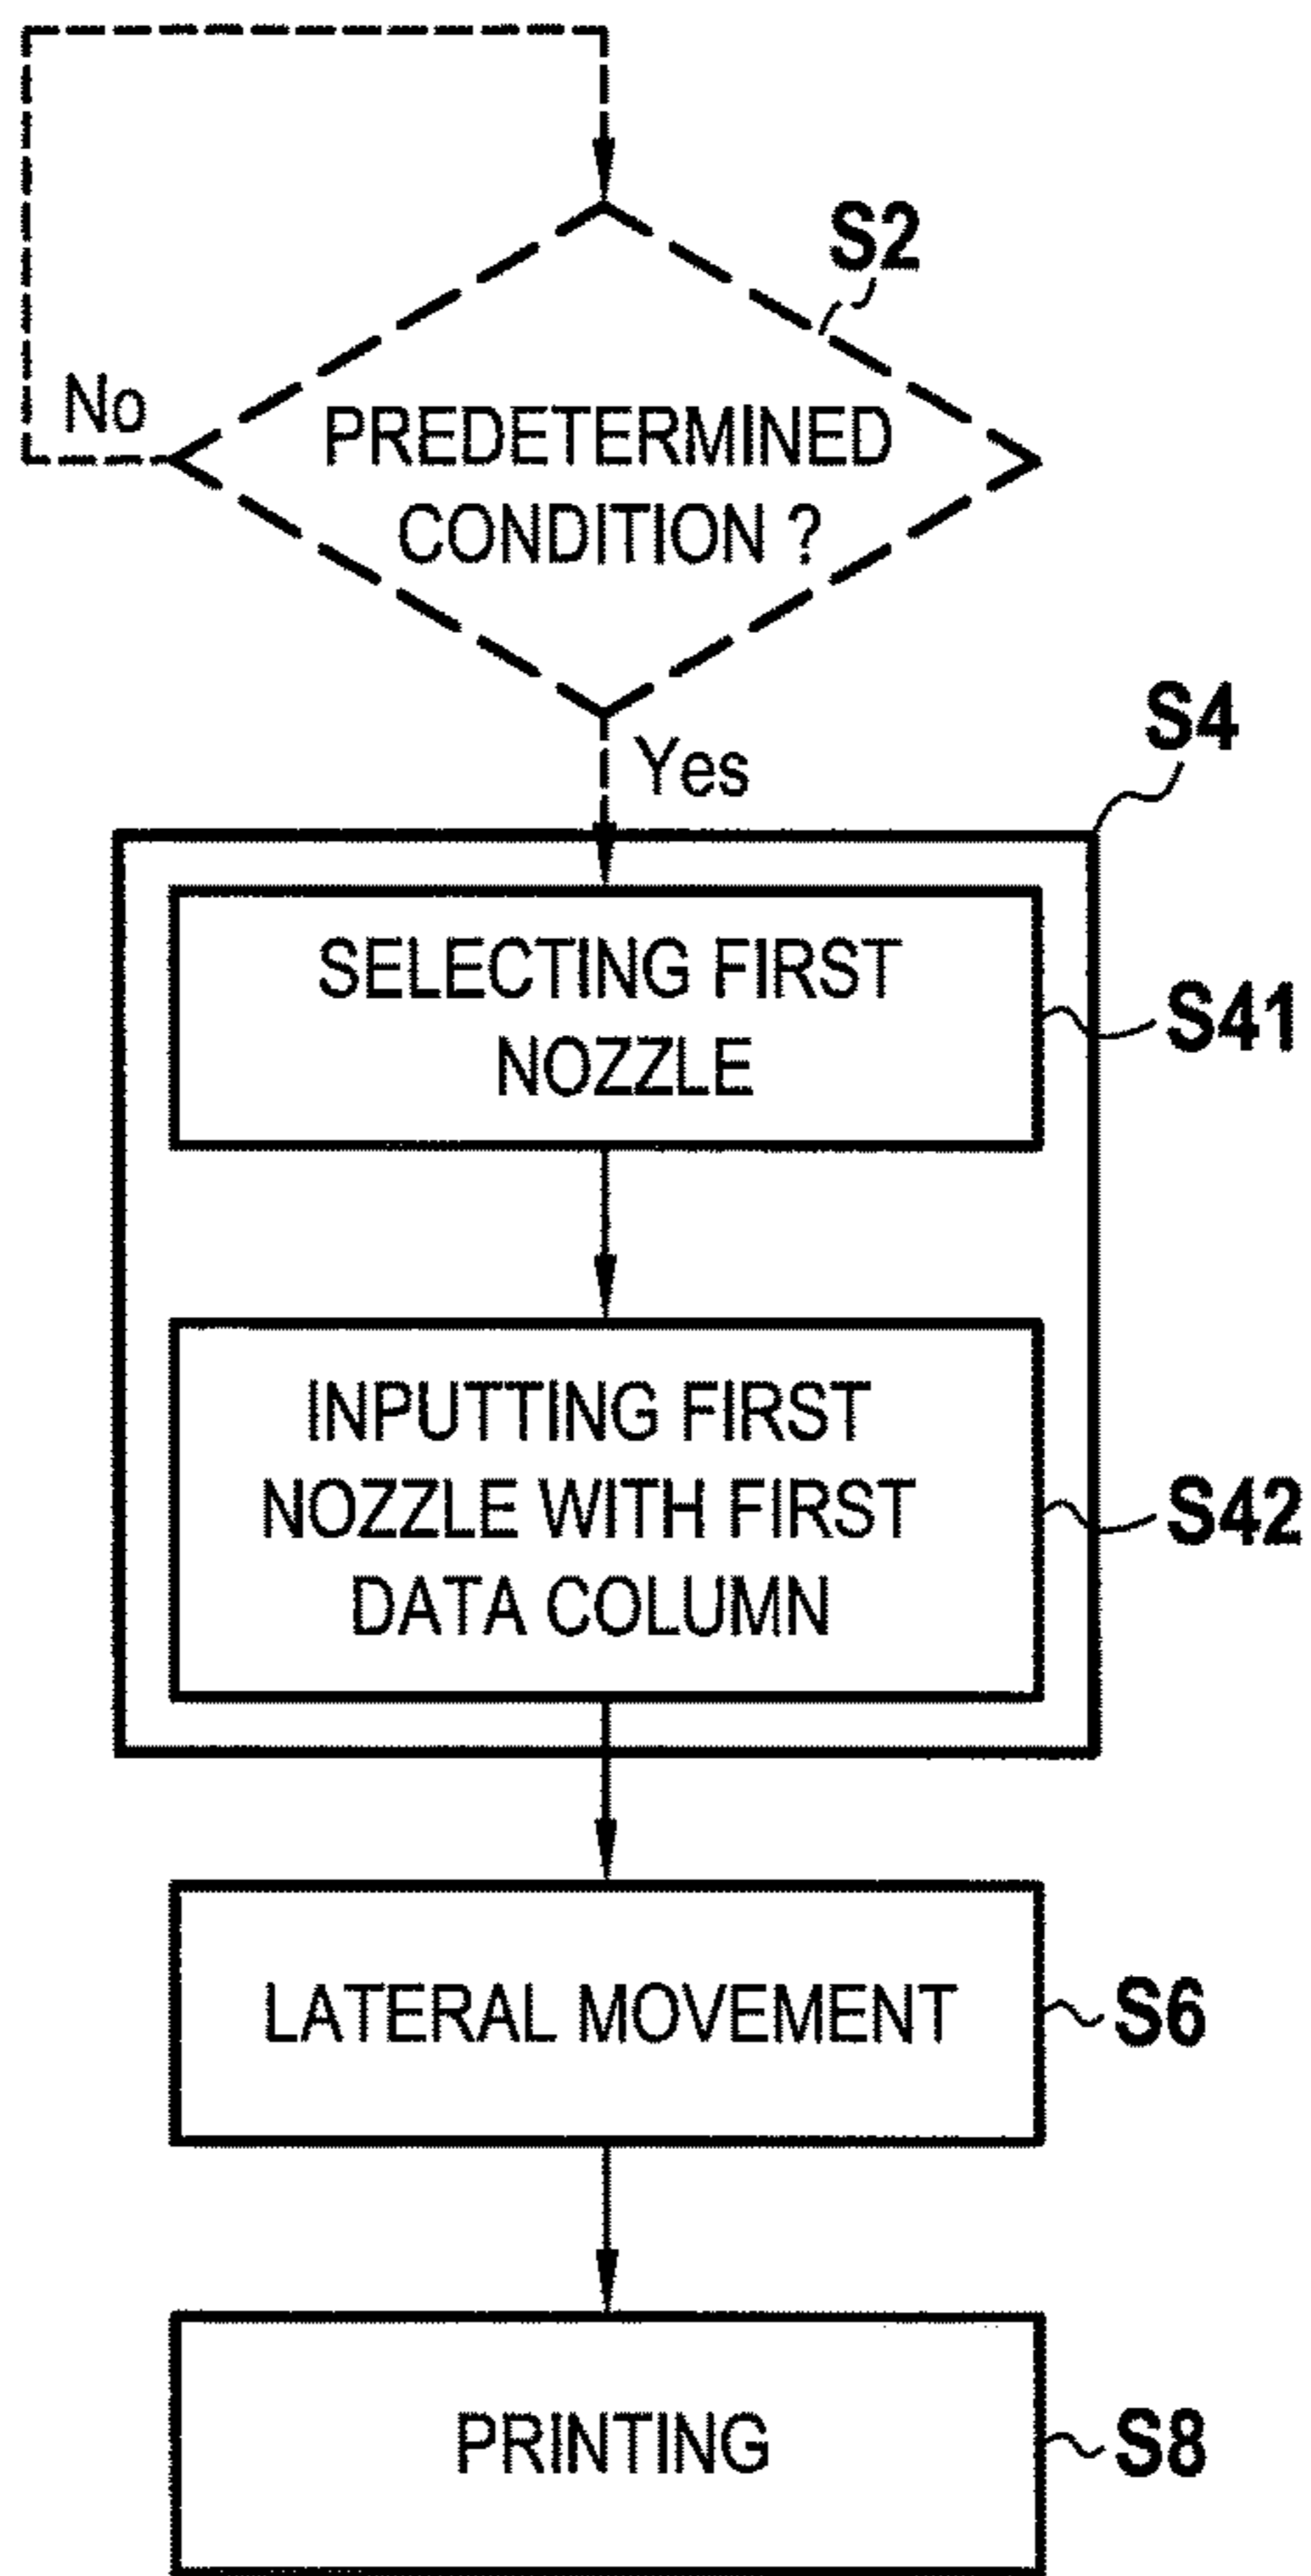 S2
No
PREDETERMINED
CONDITION ?
Yes
S4
SELECTING FIRST
NOZZLE
S41
INPUTTING FIRST
NOZZLE WITH FIRST
DATA COLUMN
S42
LATERAL MOVEMENT
S6
PRINTING
S8